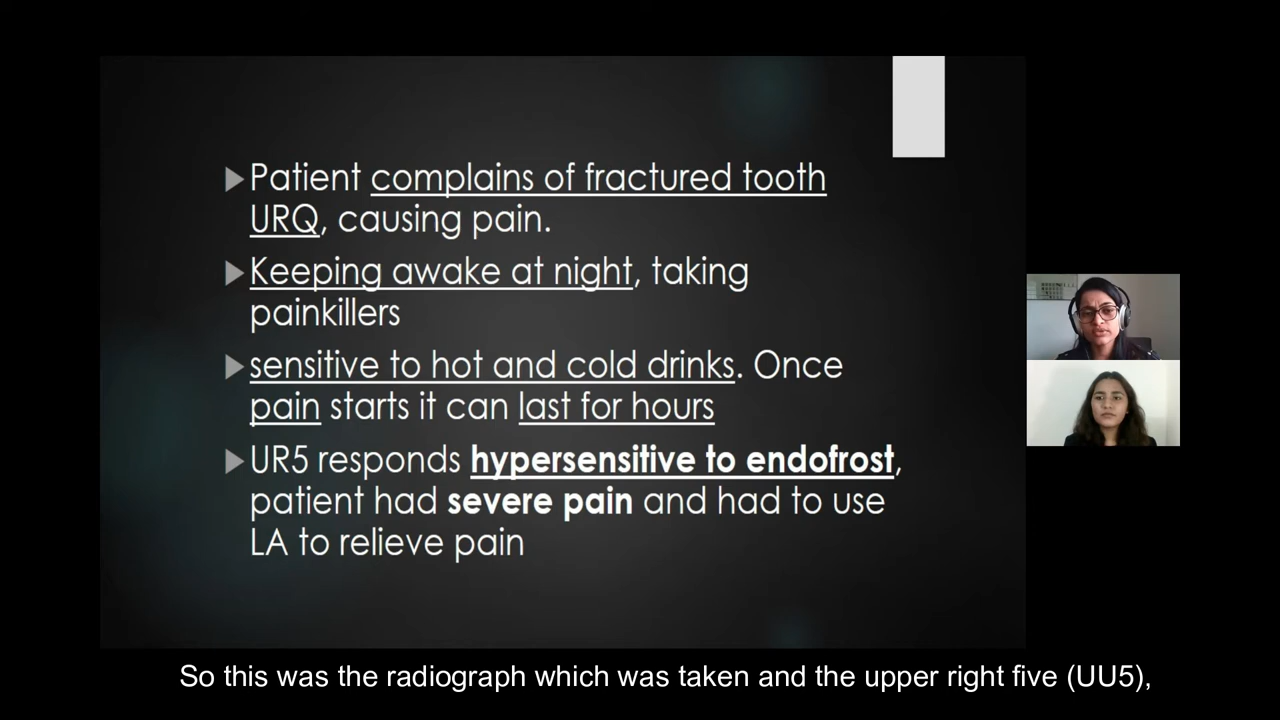 Patient complains of fractured tooth
URQ, causing pain.
Keeping awake at night, taking
painkillers
sensitive to hot and cold drinks. Once
pain starts it can last for hours
UR5 responds hypersensitive to endofrost,
patient had severe pain and had to use
LA to relieve pain
So this was the radiograph which was taken and the upper right five (UU5),